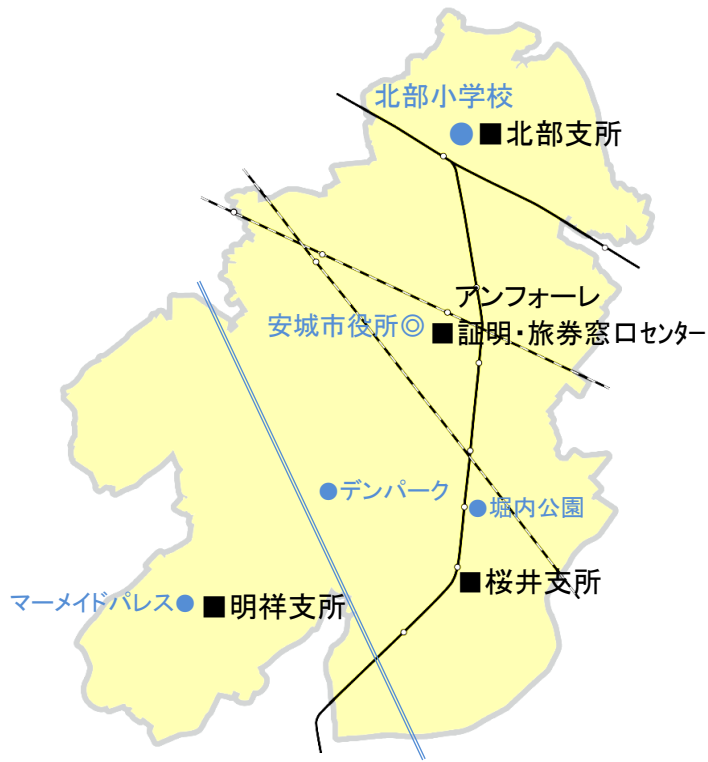 北部小学校
■北部支所
アンフォーレ
安城市役所◎
■証明・旅券窓口センター
●デンパーク
●堀内公園
■桜井支所
マーメイドパレス●
■明祥支所